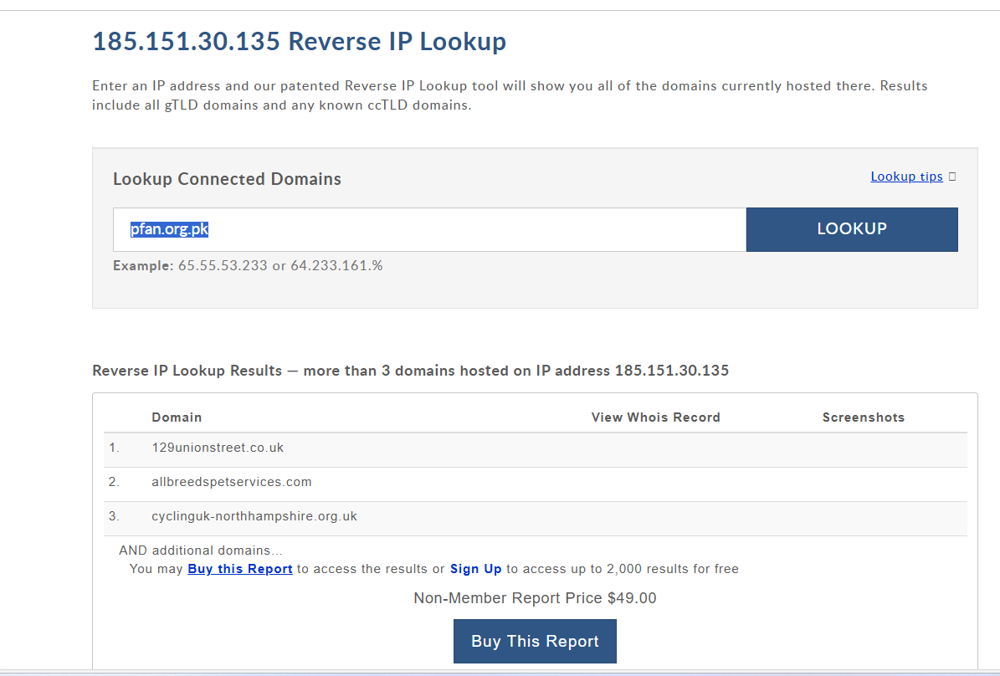 185.151.30.135 Reverse IP Lookup
Enter an IP address and our patented Reverse IP Lookup tool will show you all of the domains currently hosted there. Results
include all gTLD domains and any known ccTLD domains.
Lookup Connected Domains
Lookup tips
pfan.org.pk
LOOKUP
Example: 65.55.53.233 or 64.233.161.%
Reverse IP Lookup Results — more than 3 domains hosted on IP address 185.151.30.135
Domain View Whois Record Screenshots
1. 129unionstreet.co.uk
2. allbreedspetservices.com
3. cyclinguk-northhampshire.org.uk
AND additional domains...
You may Buy this Report to access the results or Sign Up to access up to 2,000 results for free
Non-Member Report Price $49.00
Buy This Report